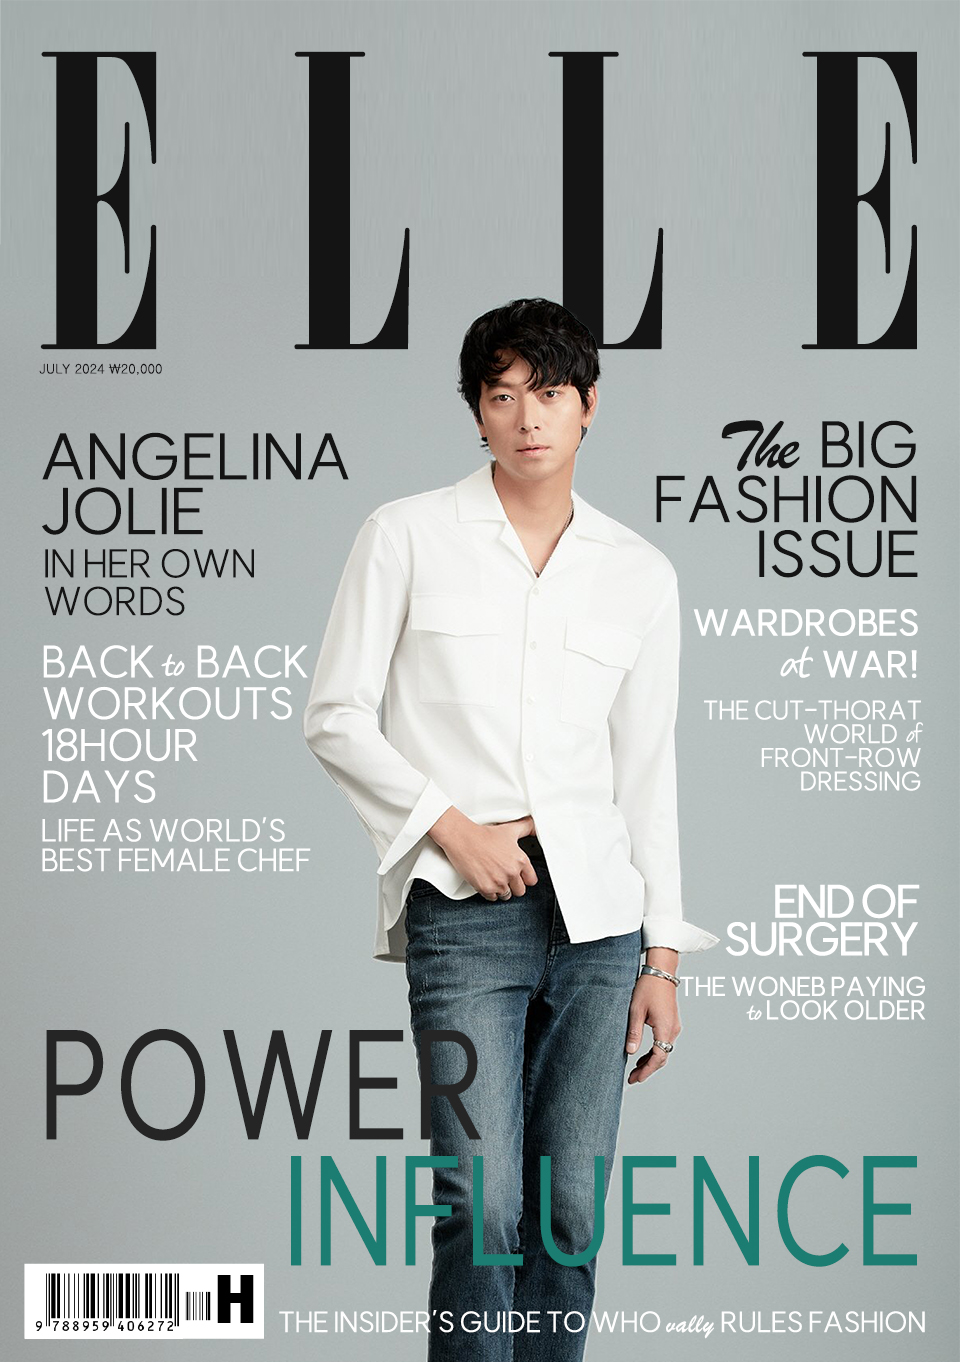 ELLE
JULY 2024 ₩20,000
ANGELINA
JOLIE
IN HER OWN
WORDS
BACK to BACK
WORKOUTS
18HOUR
DAYS
LIFE AS WORLD'S
BEST FEMALE CHEF
The BIG
FASHION
ISSUE
WARDROBES
at WAR!
THE CUT-THORAT
WORLD of
FRONT-ROW
DRESSING
END OF
SURGERY
THE WONEB PAYING
to LOOK OLDER
POWER
INFLUENCE
9 788959 406272
H
THE INSIDER'S GUIDE TO WHO vally RULES FASHION